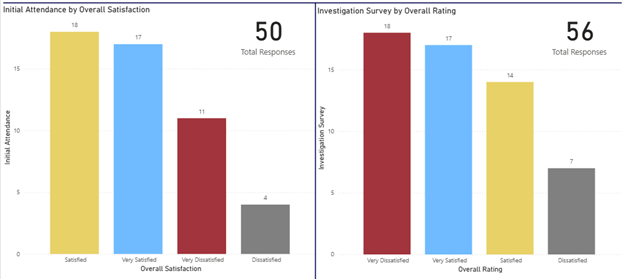 Initial Attendance by Overall Satisfaction
50
Total Responses
18
17
11
4
15
10
5
0
Initial Attendance
Satisfied
Very Satisfied
Very Dissatisfied
Dissatisfied
Overall Satisfaction
Investigation Survey by Overall Rating
56
Total Responses
18
17
14
7
15
10
5
0
Investigation Survey
Very Dissatisfied
Very Satisfied
Satisfied
Dissatisfied
Overall Rating